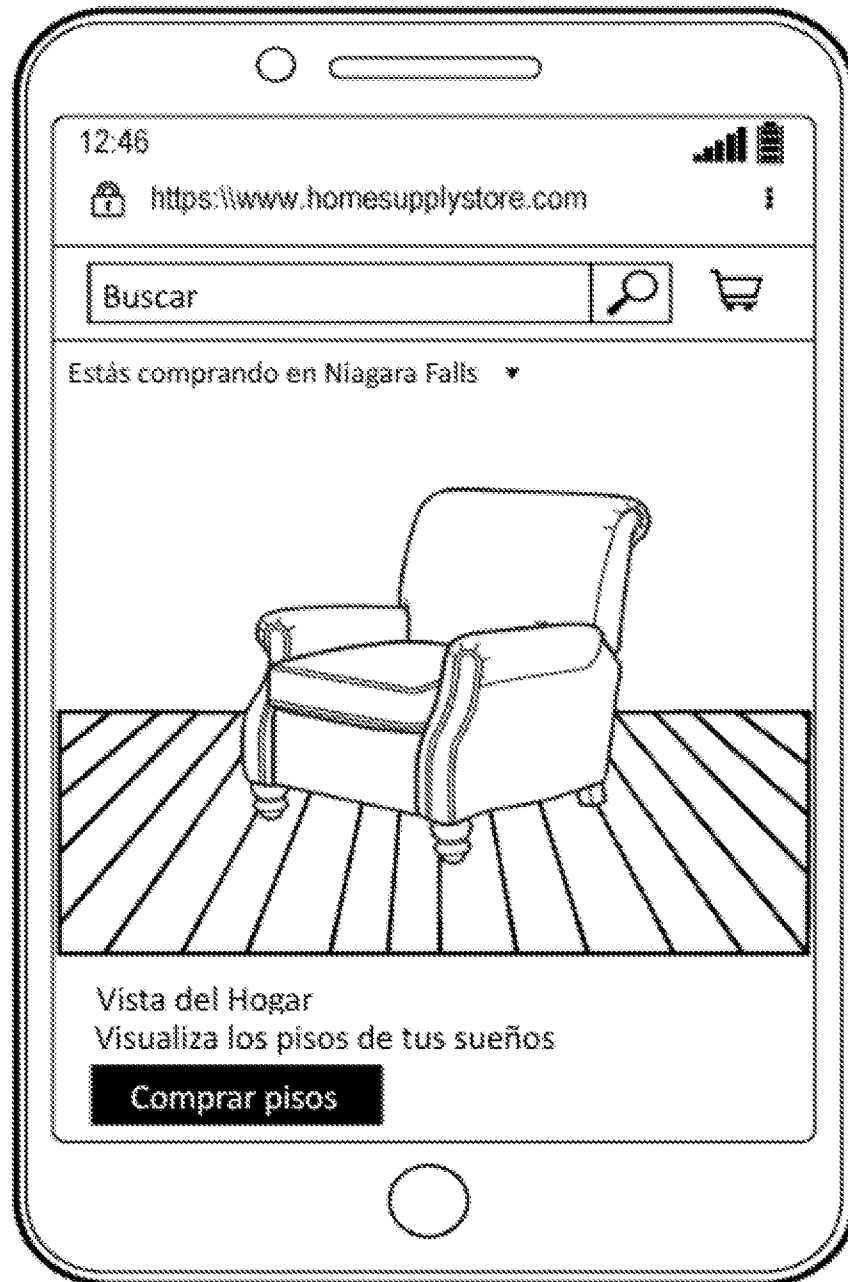 12:46
https:\\www.homesupplystore.com
Buscar
Estás comprando en Niagara Falls
Vista del Hogar
Visualiza los pisos de tus sueños
Comprar pisos